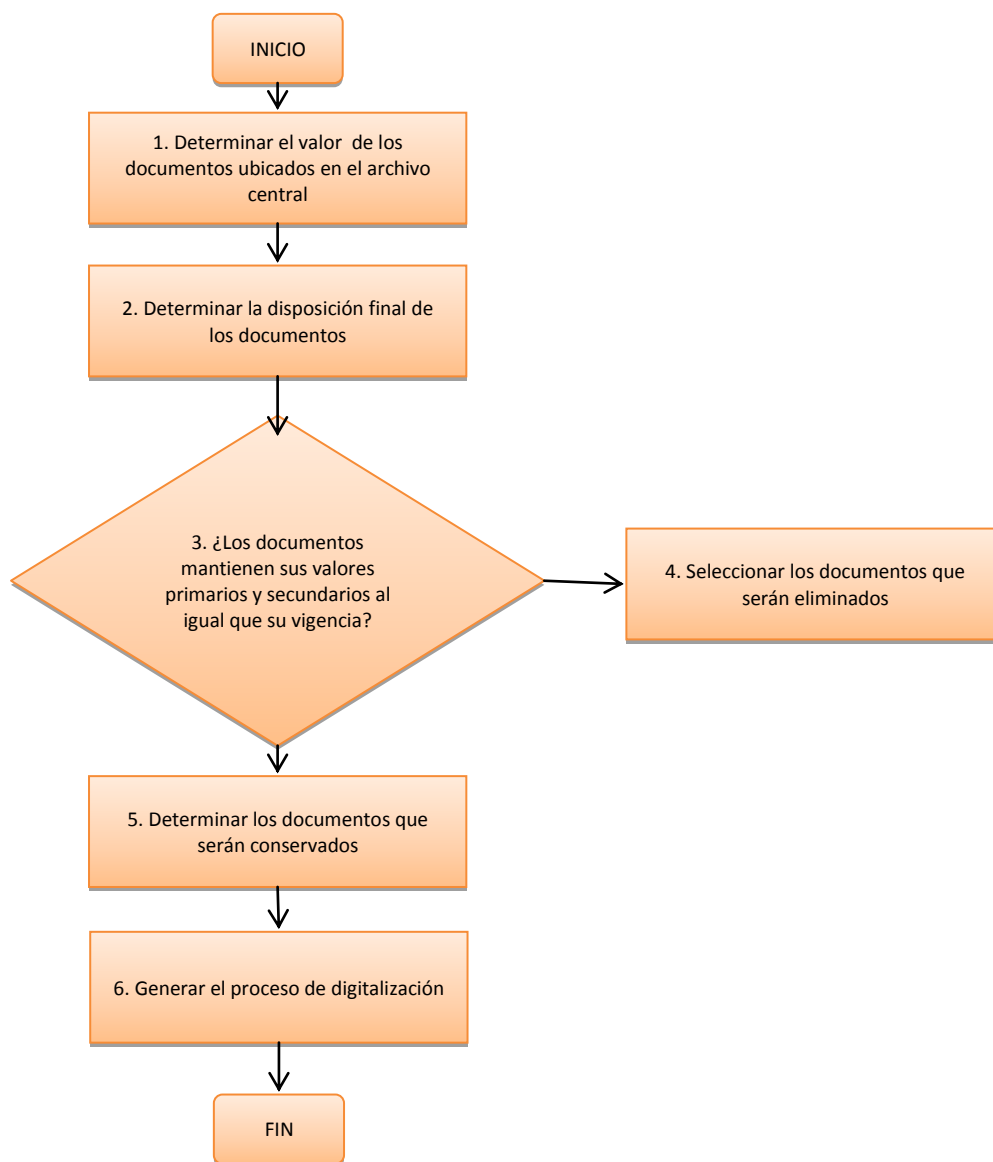 INICIO
1. Determinar el valor de los
documentos ubicados en el archivo
central
2. Determinar la disposición final de
los documentos
3. ¿Los documentos
mantienen sus valores
primarios y secundarios al
igual que su vigencia?
4. Seleccionar los documentos que
serán eliminados
5. Determinar los documentos que
serán conservados
6. Generar el proceso de digitalización
FIN